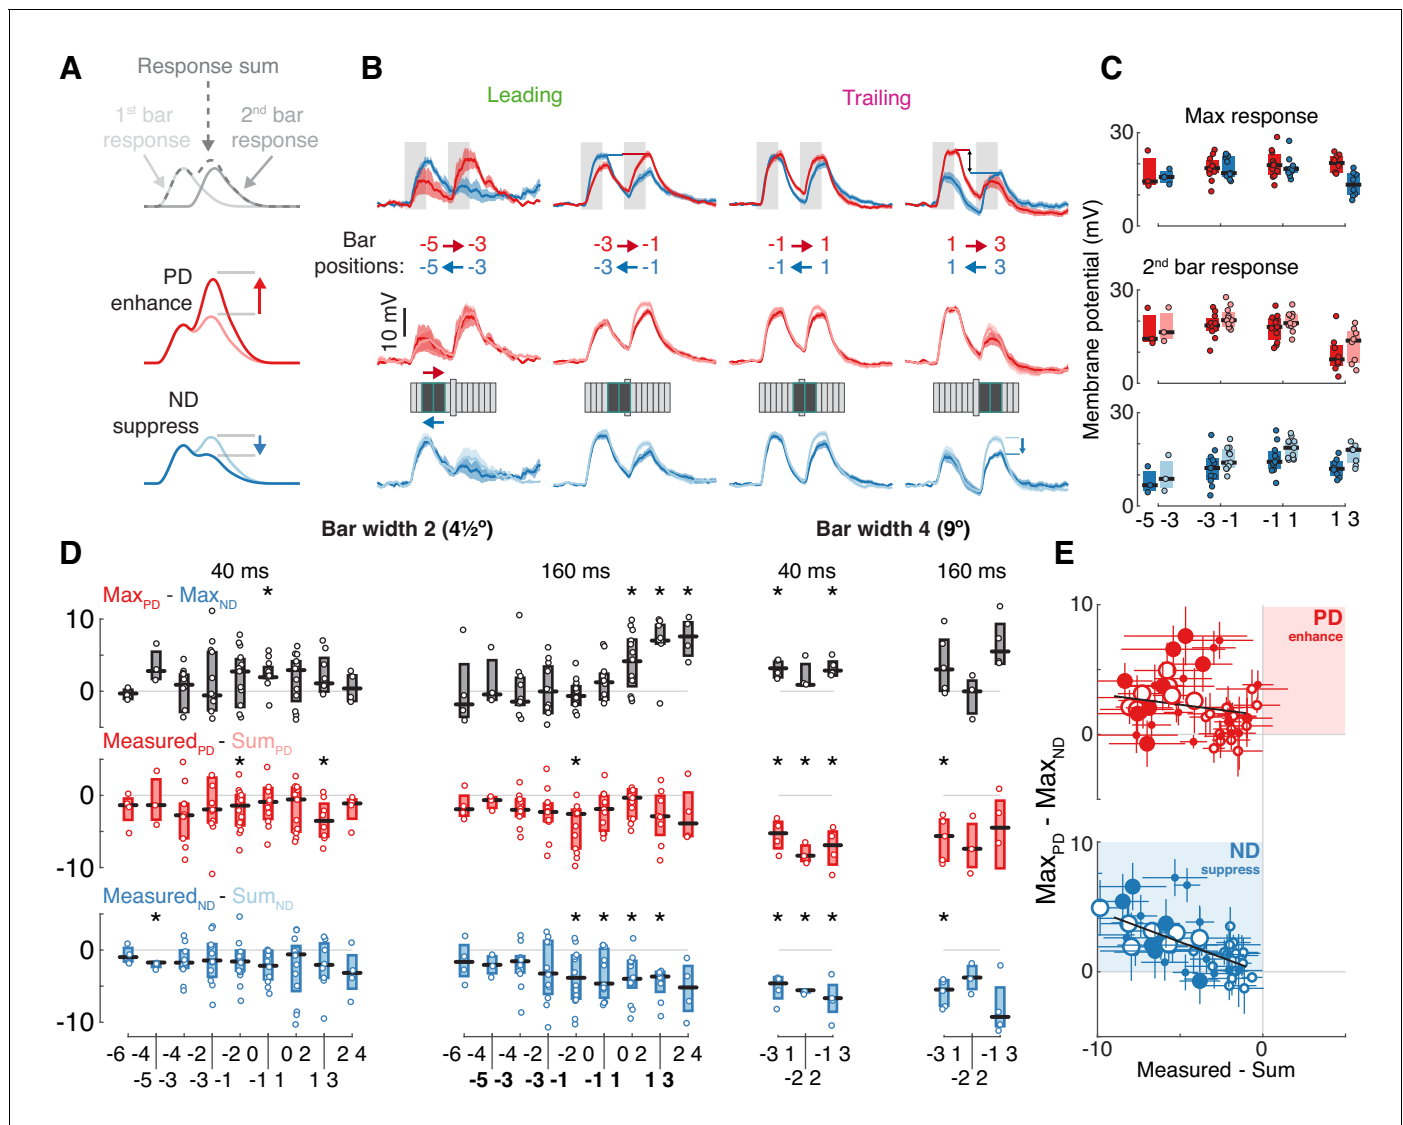 A
Response sum
1st bar response
2nd bar response
PD enhance
ND suppress
B
Leading
Trailing
Bar positions:
-5 -3
-3 -1
-1 1
1 3
-5 -3
-3 -1
-1 1
1 3
10 mV
C
Max response
30
0
2nd bar response
30
0
30
0
Membrane potential (mV)
-5 -3
-3 -1
-1 1
1 3
Bar width 2 (4½º)
Bar width 4 (9º)
D
40 ms
160 ms
40 ms
160 ms
MaxPD - MaxND
* * * * * *
10
0
MeasuredPD - SumPD
* * * * * * *
0
-10
MeasuredND - SumND
* * * * * * * * *
0
-10
-6 -4 -4 -2 -2 0 0 2 2 4
-5 -3 -3 -1 -1 1 1 3
-6 -4 -4 -2 -2 0 0 2 2 4
-5 -3 -3 -1 -1 1 1 3
-3 1 -1 3
-2 2
-3 1 -1 3
-2 2
E
10
PD
enhance
0
10
ND
suppress
0
MaxPD - MaxND
-10 0
Measured - Sum